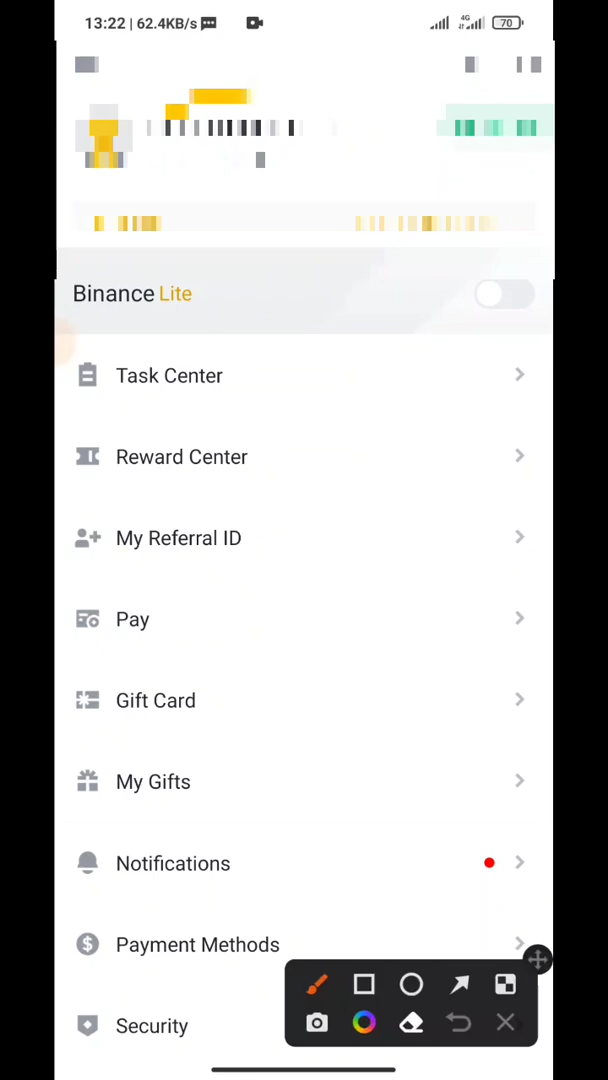 13:22 | 62.4KB/s
4G
70
Binance Lite
Task Center
Reward Center
My Referral ID
Pay
Gift Card
My Gifts
Notifications
Payment Methods
Security